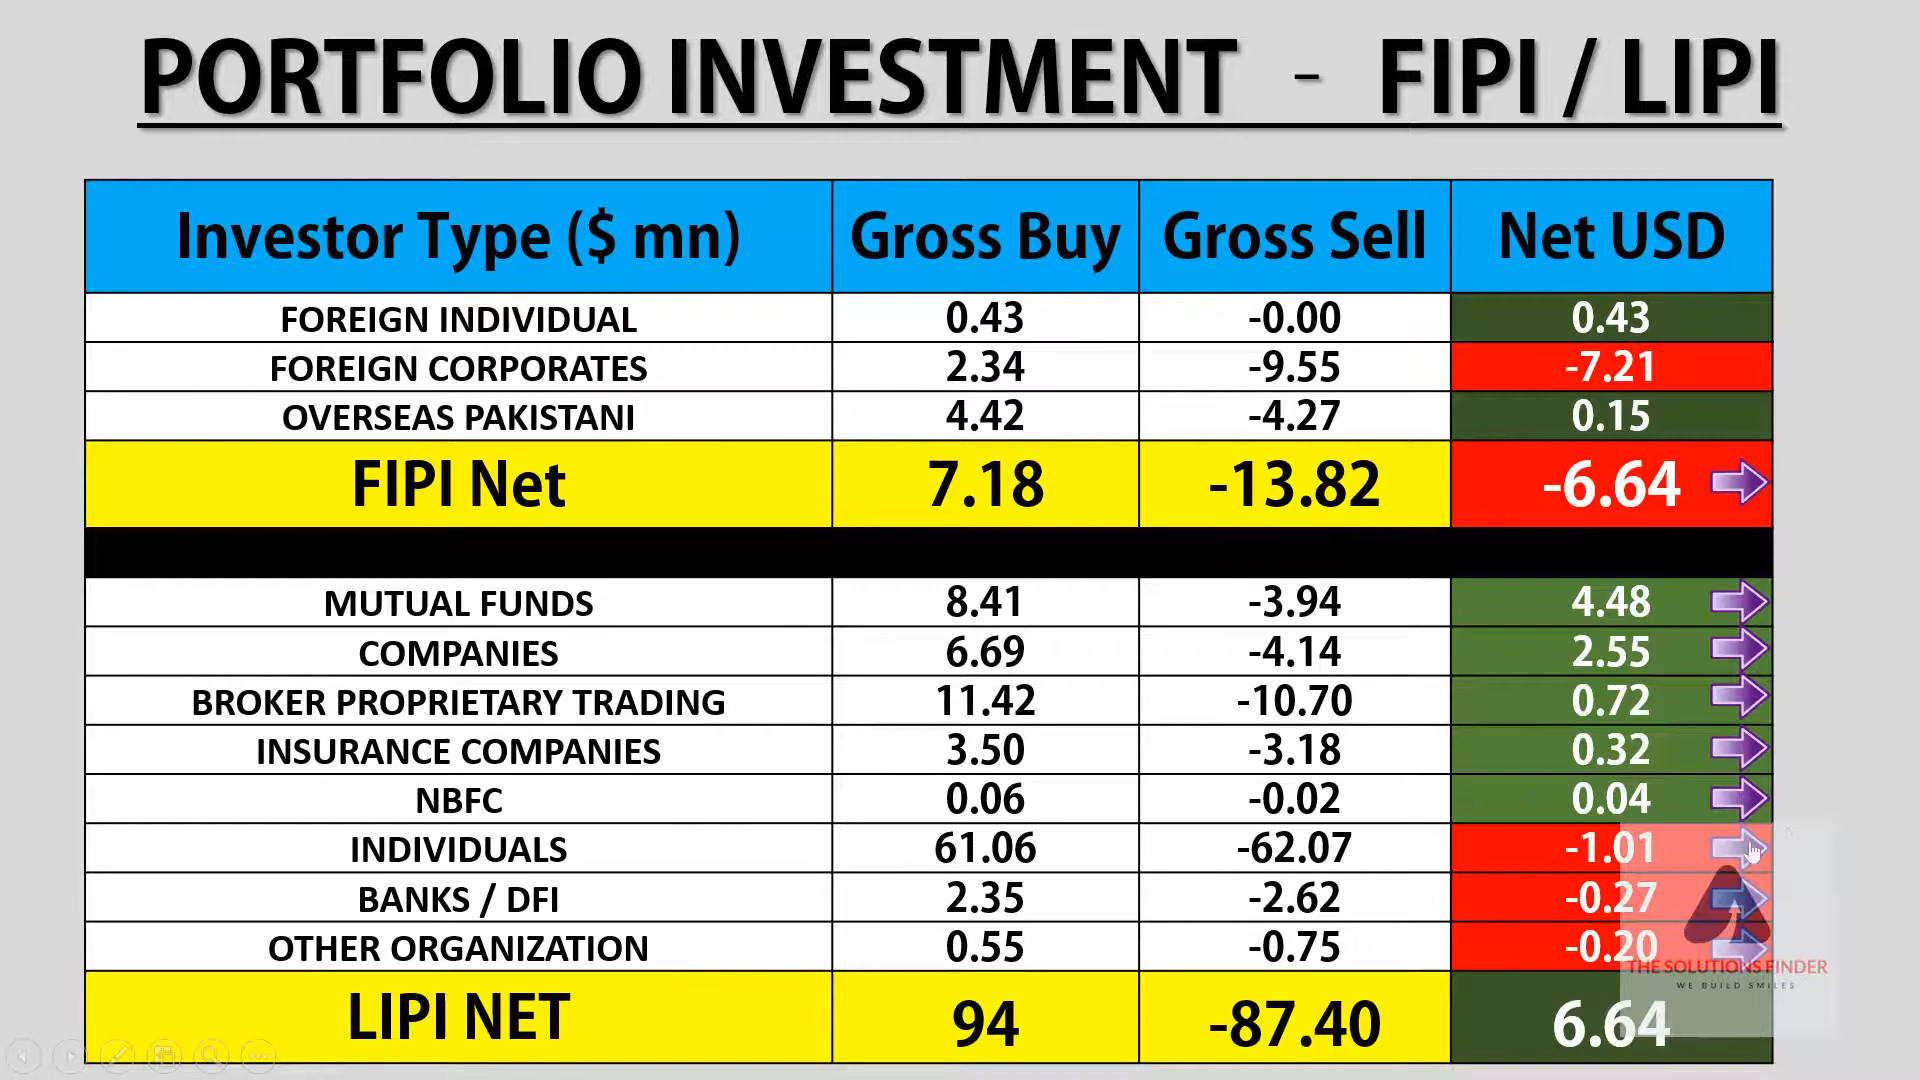 PORTFOLIO INVESTMENT - FIPI / LIPI
Investor Type ($ mn) Gross Buy Gross Sell Net USD
FOREIGN INDIVIDUAL 0.43 -0.00 0.43
FOREIGN CORPORATES 2.34 -9.55 -7.21
OVERSEAS PAKISTANI 4.42 -4.27 0.15
FIPI Net 7.18 -13.82 -6.64
MUTUAL FUNDS 8.41 -3.94 4.48
COMPANIES 6.69 -4.14 2.55
BROKER PROPRIETARY TRADING 11.42 -10.70 0.72
INSURANCE COMPANIES 3.50 -3.18 0.32
NBFC 0.06 -0.02 0.04
INDIVIDUALS 61.06 -62.07 -1.01
BANKS / DFI 2.35 -2.62 -0.27
OTHER ORGANIZATION 0.55 -0.75 -0.20
THE SOLUTIONS FINDER
WE BUILD SMILES
LIPI NET 94 -87.40 6.64